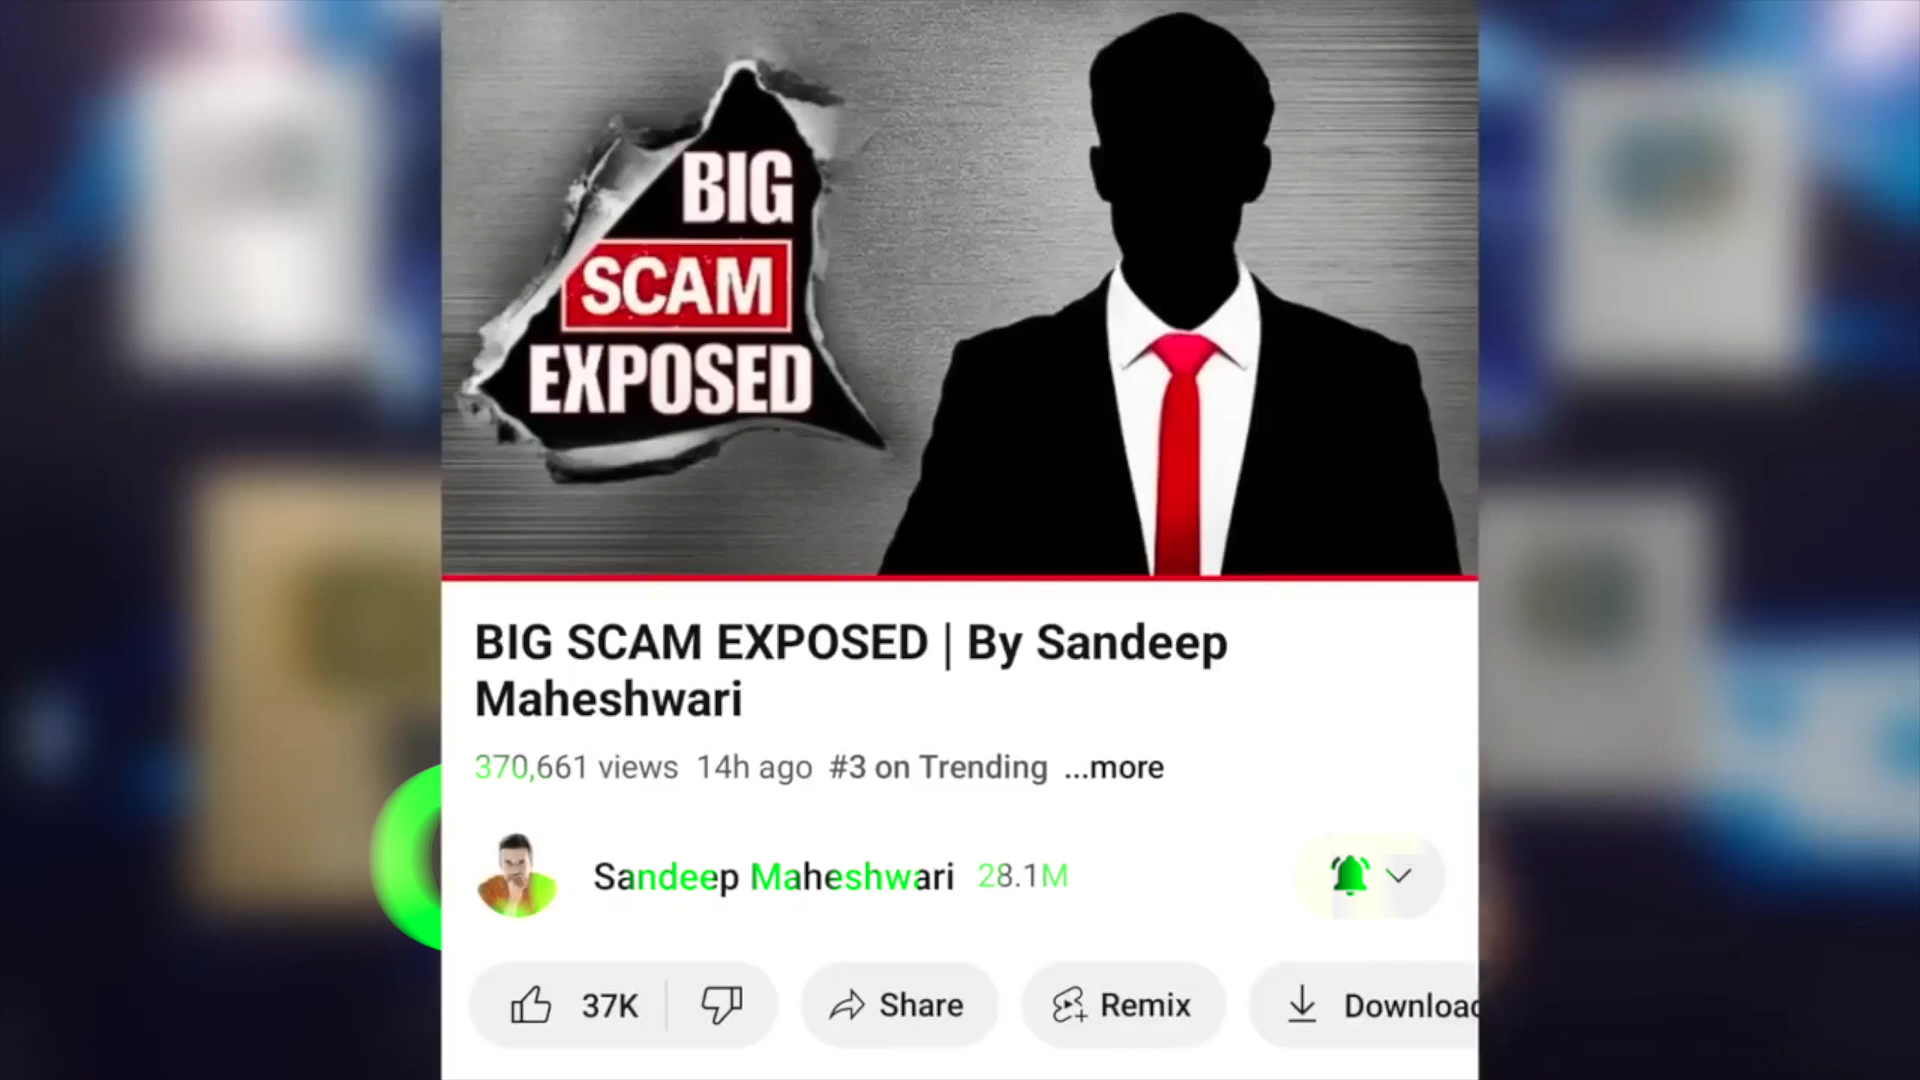 BIG
SCAM
EXPOSED
BIG SCAM EXPOSED | By Sandeep
Maheshwari
370,661 views 14h ago #3 on Trending ...more
Sandeep Maheshwari 28.1M
37K Share Remix Download